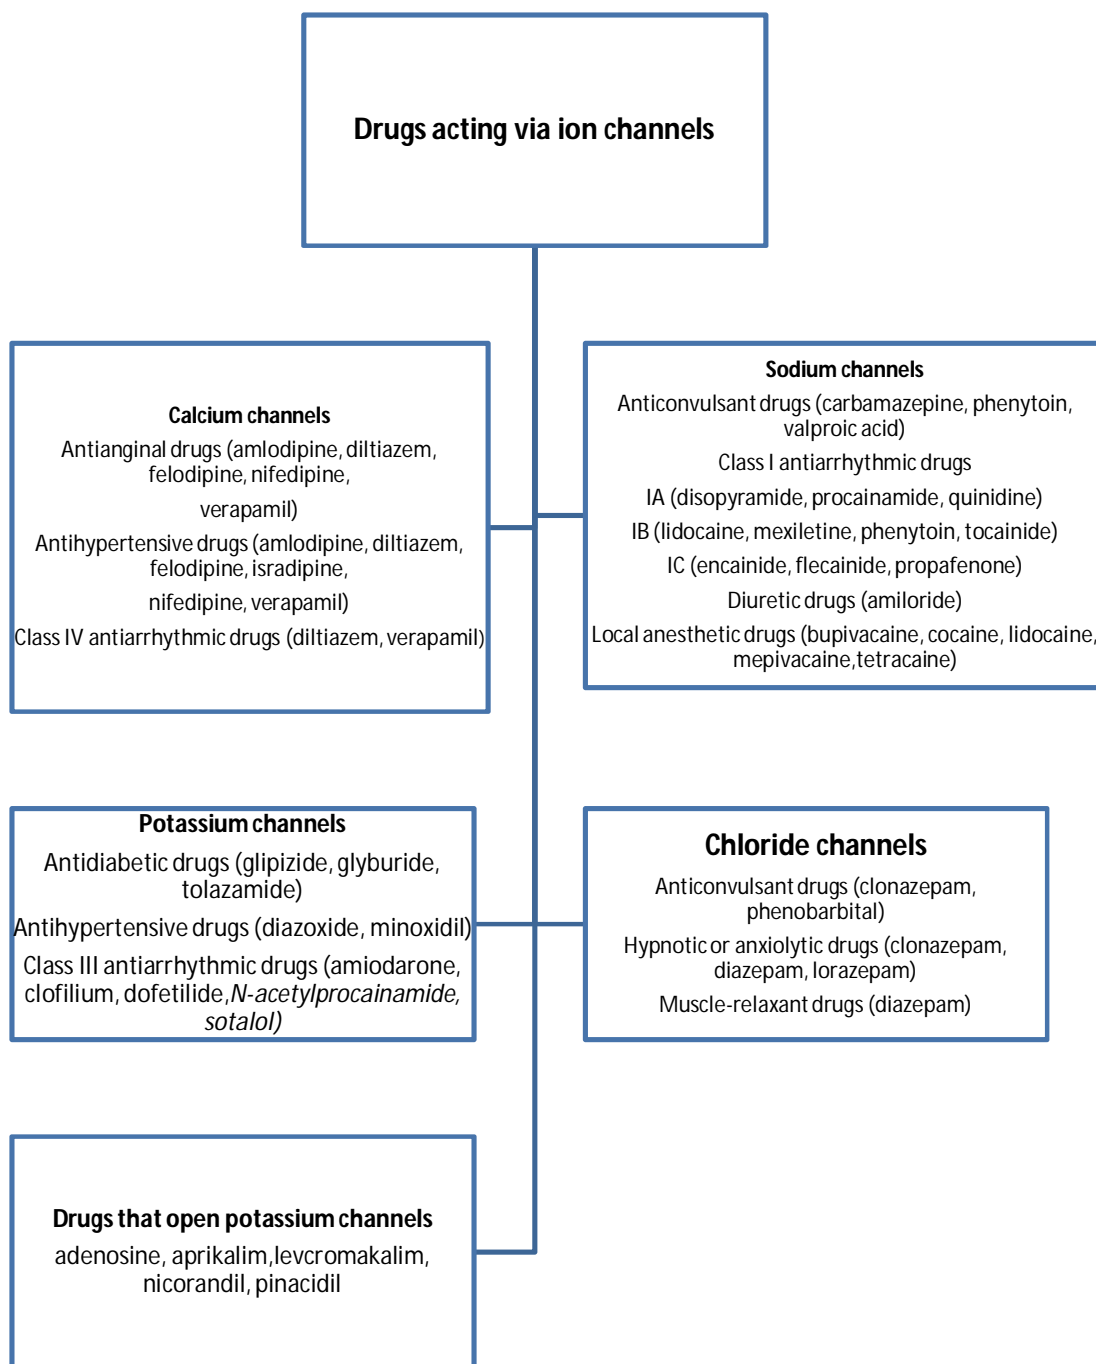 Drugs acting via ion channels
Calcium channels
Antianginal drugs (amlodipine, diltiazem,
felodipine, nifedipine,
verapamil)
Antihypertensive drugs (amlodipine, diltiazem,
felodipine, isradipine,
nifedipine, verapamil)
Class IV antiarrhythmic drugs (diltiazem, verapamil)
Sodium channels
Anticonvulsant drugs (carbamazepine, phenytoin,
valproic acid)
Class I antiarrhythmic drugs
IA (disopyramide, procainamide, quinidine)
IB (lidocaine, mexiletine, phenytoin, tocainide)
IC (encainide, flecainide, propafenone)
Diuretic drugs (amiloride)
Local anesthetic drugs (bupivacaine, cocaine, lidocaine,
mepivacaine,tetracaine)
Potassium channels
Antidiabetic drugs (glipizide, glyburide,
tolazamide)
Antihypertensive drugs (diazoxide, minoxidil)
Class III antiarrhythmic drugs (amiodarone,
clofilium, dofetilide,N-acetylprocainamide,
sotalol)
Chloride channels
Anticonvulsant drugs (clonazepam,
phenobarbital)
Hypnotic or anxiolytic drugs (clonazepam,
diazepam, lorazepam)
Muscle-relaxant drugs (diazepam)
Drugs that open potassium channels
adenosine, aprikalim,levcromakalim,
nicorandil, pinacidil